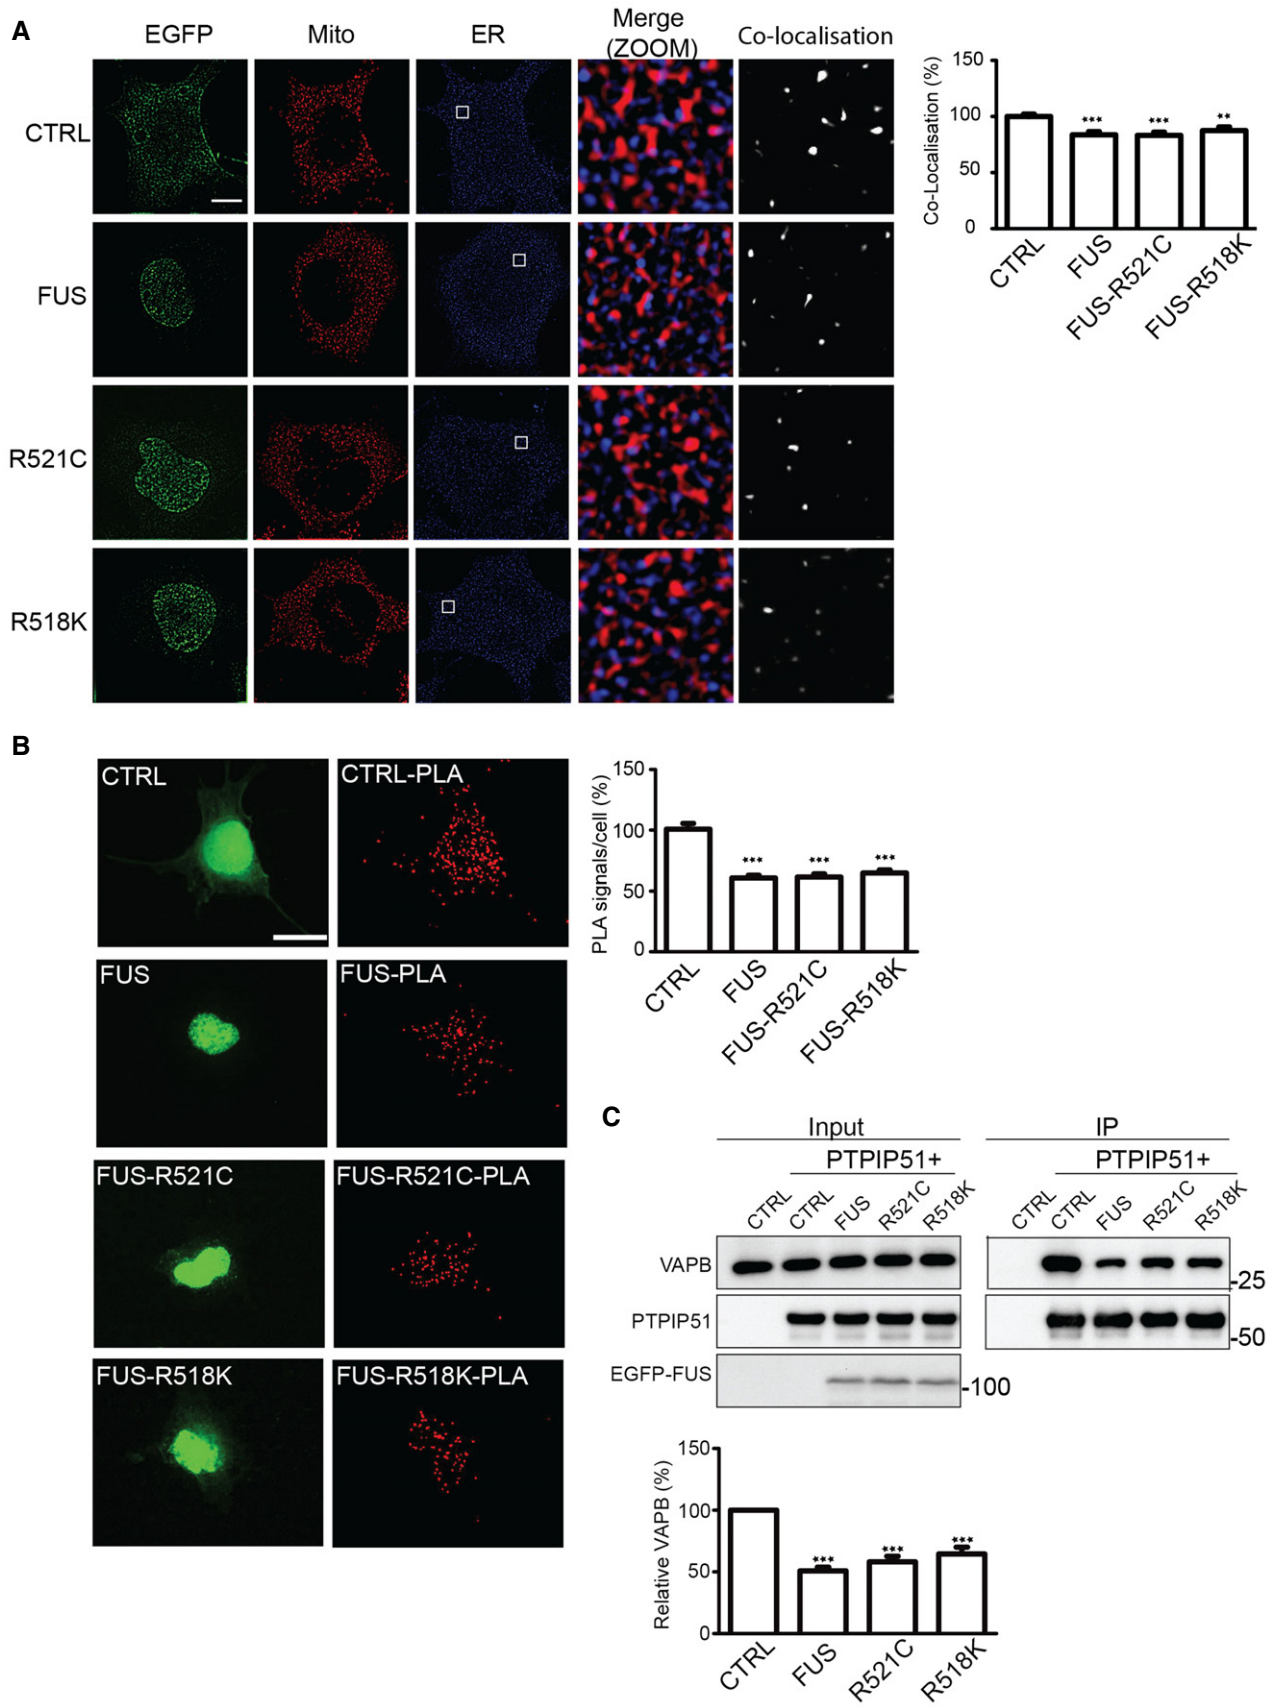 A
EGFP Mito ER Merge (ZOOM) Co-localisation
CTRL
FUS
R521C
R518K
Co-Localisation (%)
150
100
50
0
*** *** **
CTRL FUS FUS-R521C FUS-R518K
B
CTRL CTRL-PLA
FUS FUS-PLA
FUS-R521C FUS-R521C-PLA
FUS-R518K FUS-R518K-PLA
PLA signals/cell (%)
150
100
50
0
*** *** ***
CTRL FUS FUS-R521C FUS-R518K
C
Input IP
PTPIP51+ PTPIP51+
CTRL CTRL FUS R521C R518K CTRL CTRL FUS R521C R518K
VAPB -25
PTPIP51 -50
EGFP-FUS -100
Relative VAPB (%)
150
100
50
0
*** *** ***
CTRL FUS R521C R518K